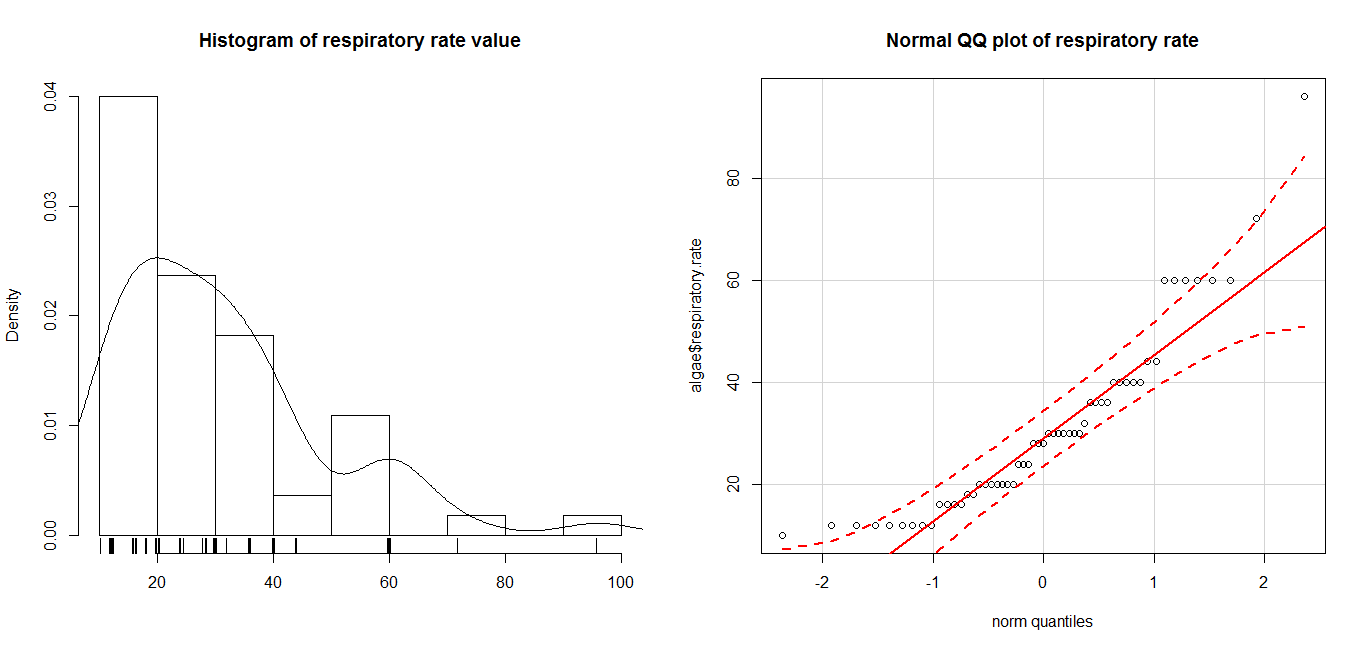 Histogram of respiratory rate value
Density
0.04
0.03
0.02
0.01
0.00
20 40 60 80 100
Normal QQ plot of respiratory rate
algae$respiratory.rate
80
60
40
20
-2 -1 0 1 2
norm quantiles